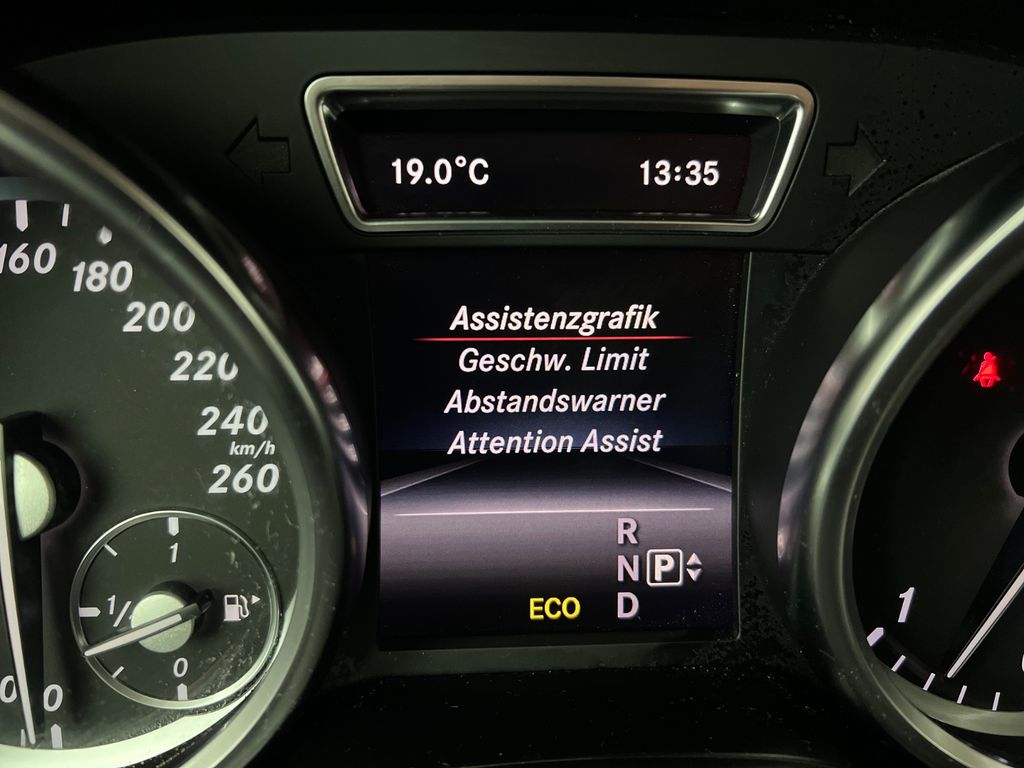 19.0°C 13:35
160
180
200
220
240
km/h
260
Assistenzgrafik
Geschw. Limit
Abstandswarner
Attention Assist
R
N P
ECO D
1
1/
0
0
1